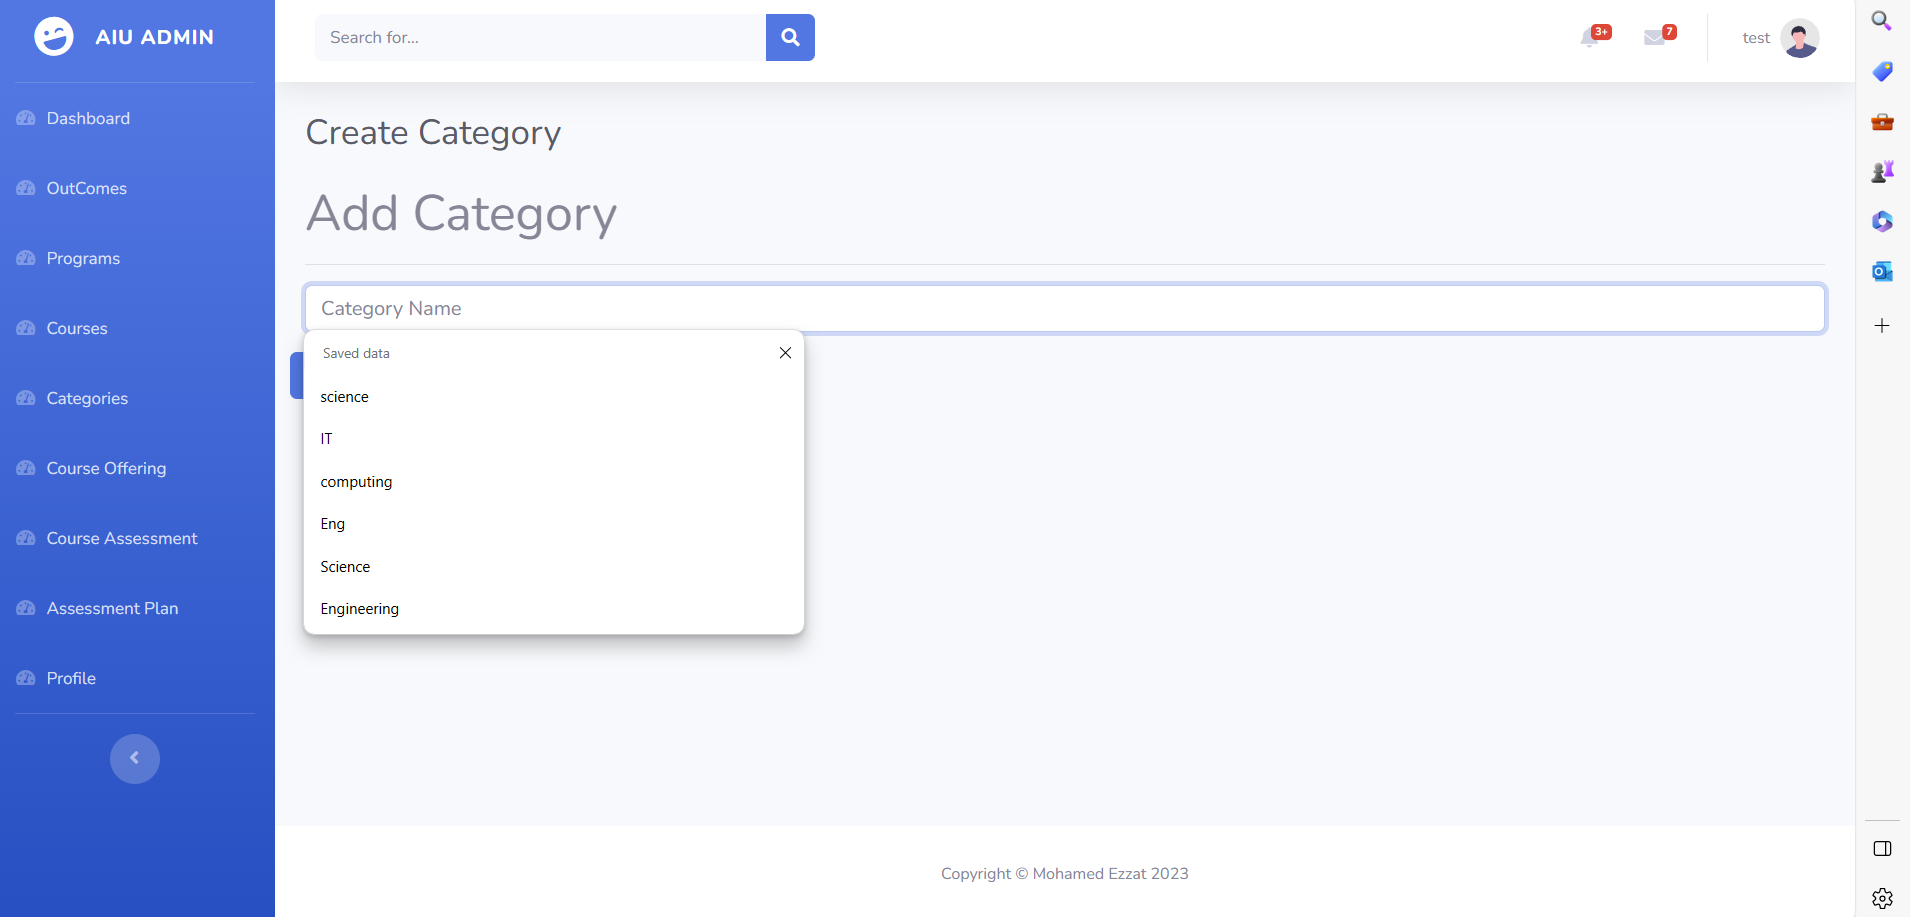 AIU ADMIN
Dashboard
OutComes
Programs
Courses
Categories
Course Offering
Course Assessment
Assessment Plan
Profile
Search for...
3+
7
test
Create Category
Add Category
Category Name
Saved data
science
IT
computing
Eng
Science
Engineering
Copyright © Mohamed Ezzat 2023